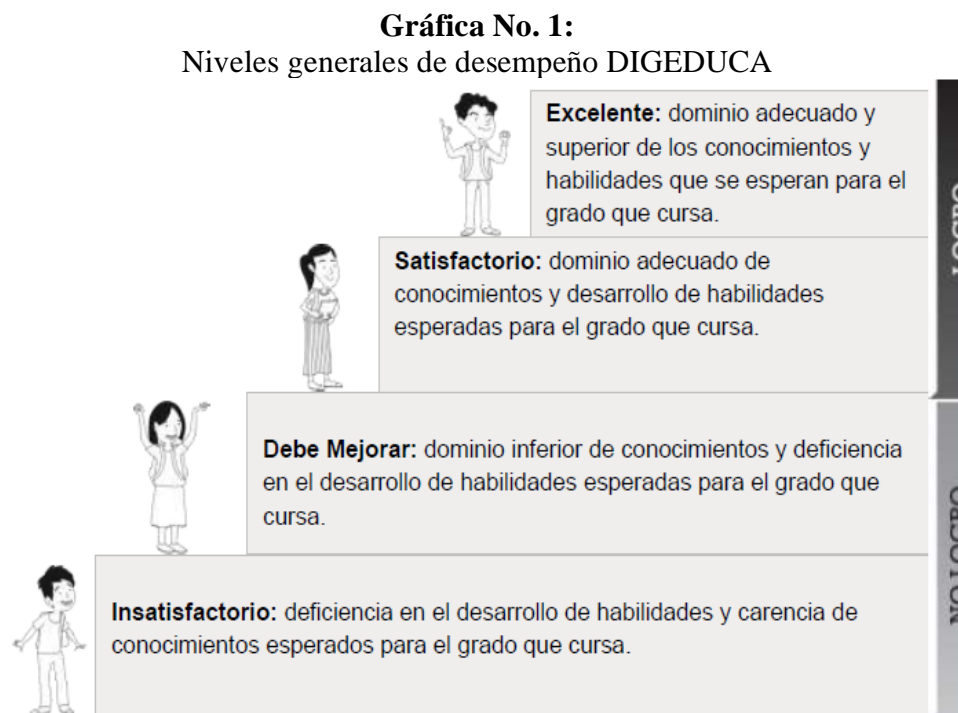 Gráfica No. 1:
Niveles generales de desempeño DIGEDUCA
Excelente: dominio adecuado y
superior de los conocimientos y
habilidades que se esperan para el
grado que cursa.
LOGRO
Satisfactorio: dominio adecuado de
conocimientos y desarrollo de habilidades
esperadas para el grado que cursa.
Debe Mejorar: dominio inferior de conocimientos y deficiencia
en el desarrollo de habilidades esperadas para el grado que
cursa.
NO LOGRO
Insatisfactorio: deficiencia en el desarrollo de habilidades y carencia de
conocimientos esperados para el grado que cursa.